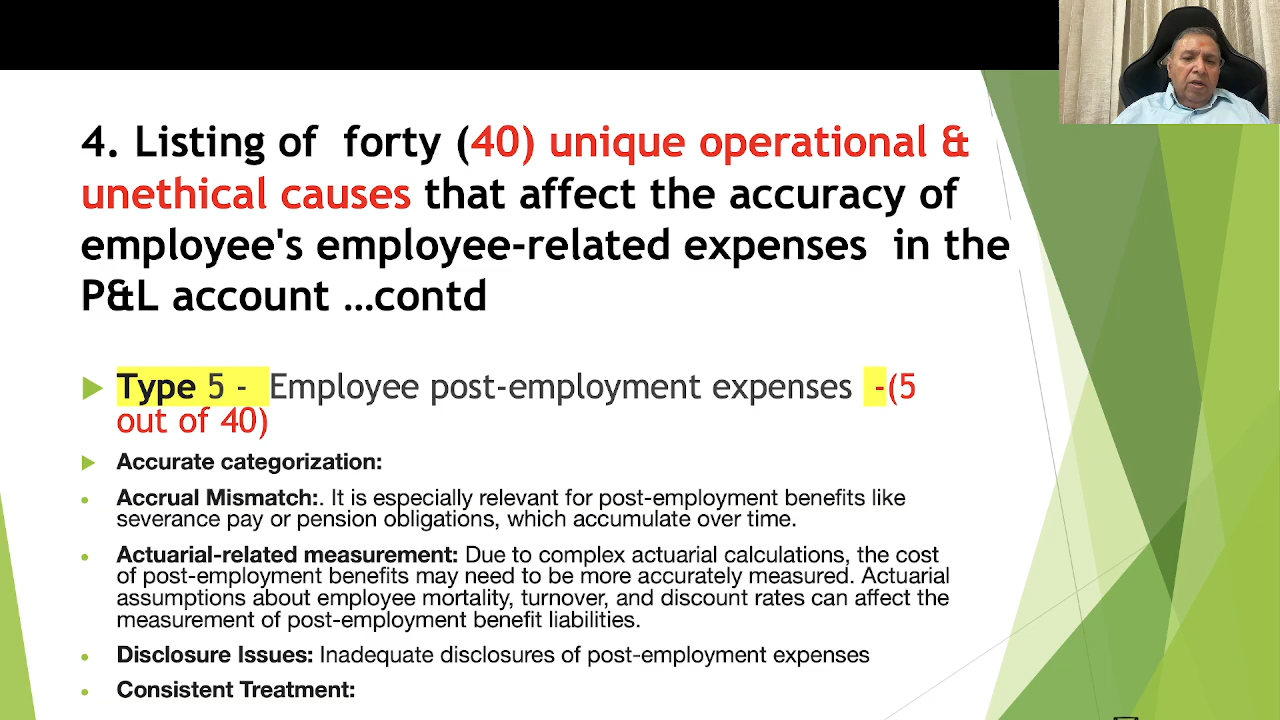 4. Listing of forty (40) unique operational &
unethical causes that affect the accuracy of
employee's employee-related expenses in the
P&L account ...contd
Type 5 - Employee post-employment expenses -(5
out of 40)
Accurate categorization:
Accrual Mismatch:. It is especially relevant for post-employment benefits like
severance pay or pension obligations, which accumulate over time.
Actuarial-related measurement: Due to complex actuarial calculations, the cost
of post-employment benefits may need to be more accurately measured. Actuarial
assumptions about employee mortality, turnover, and discount rates can affect the
measurement of post-employment benefit liabilities.
Disclosure Issues: Inadequate disclosures of post-employment expenses
Consistent Treatment: